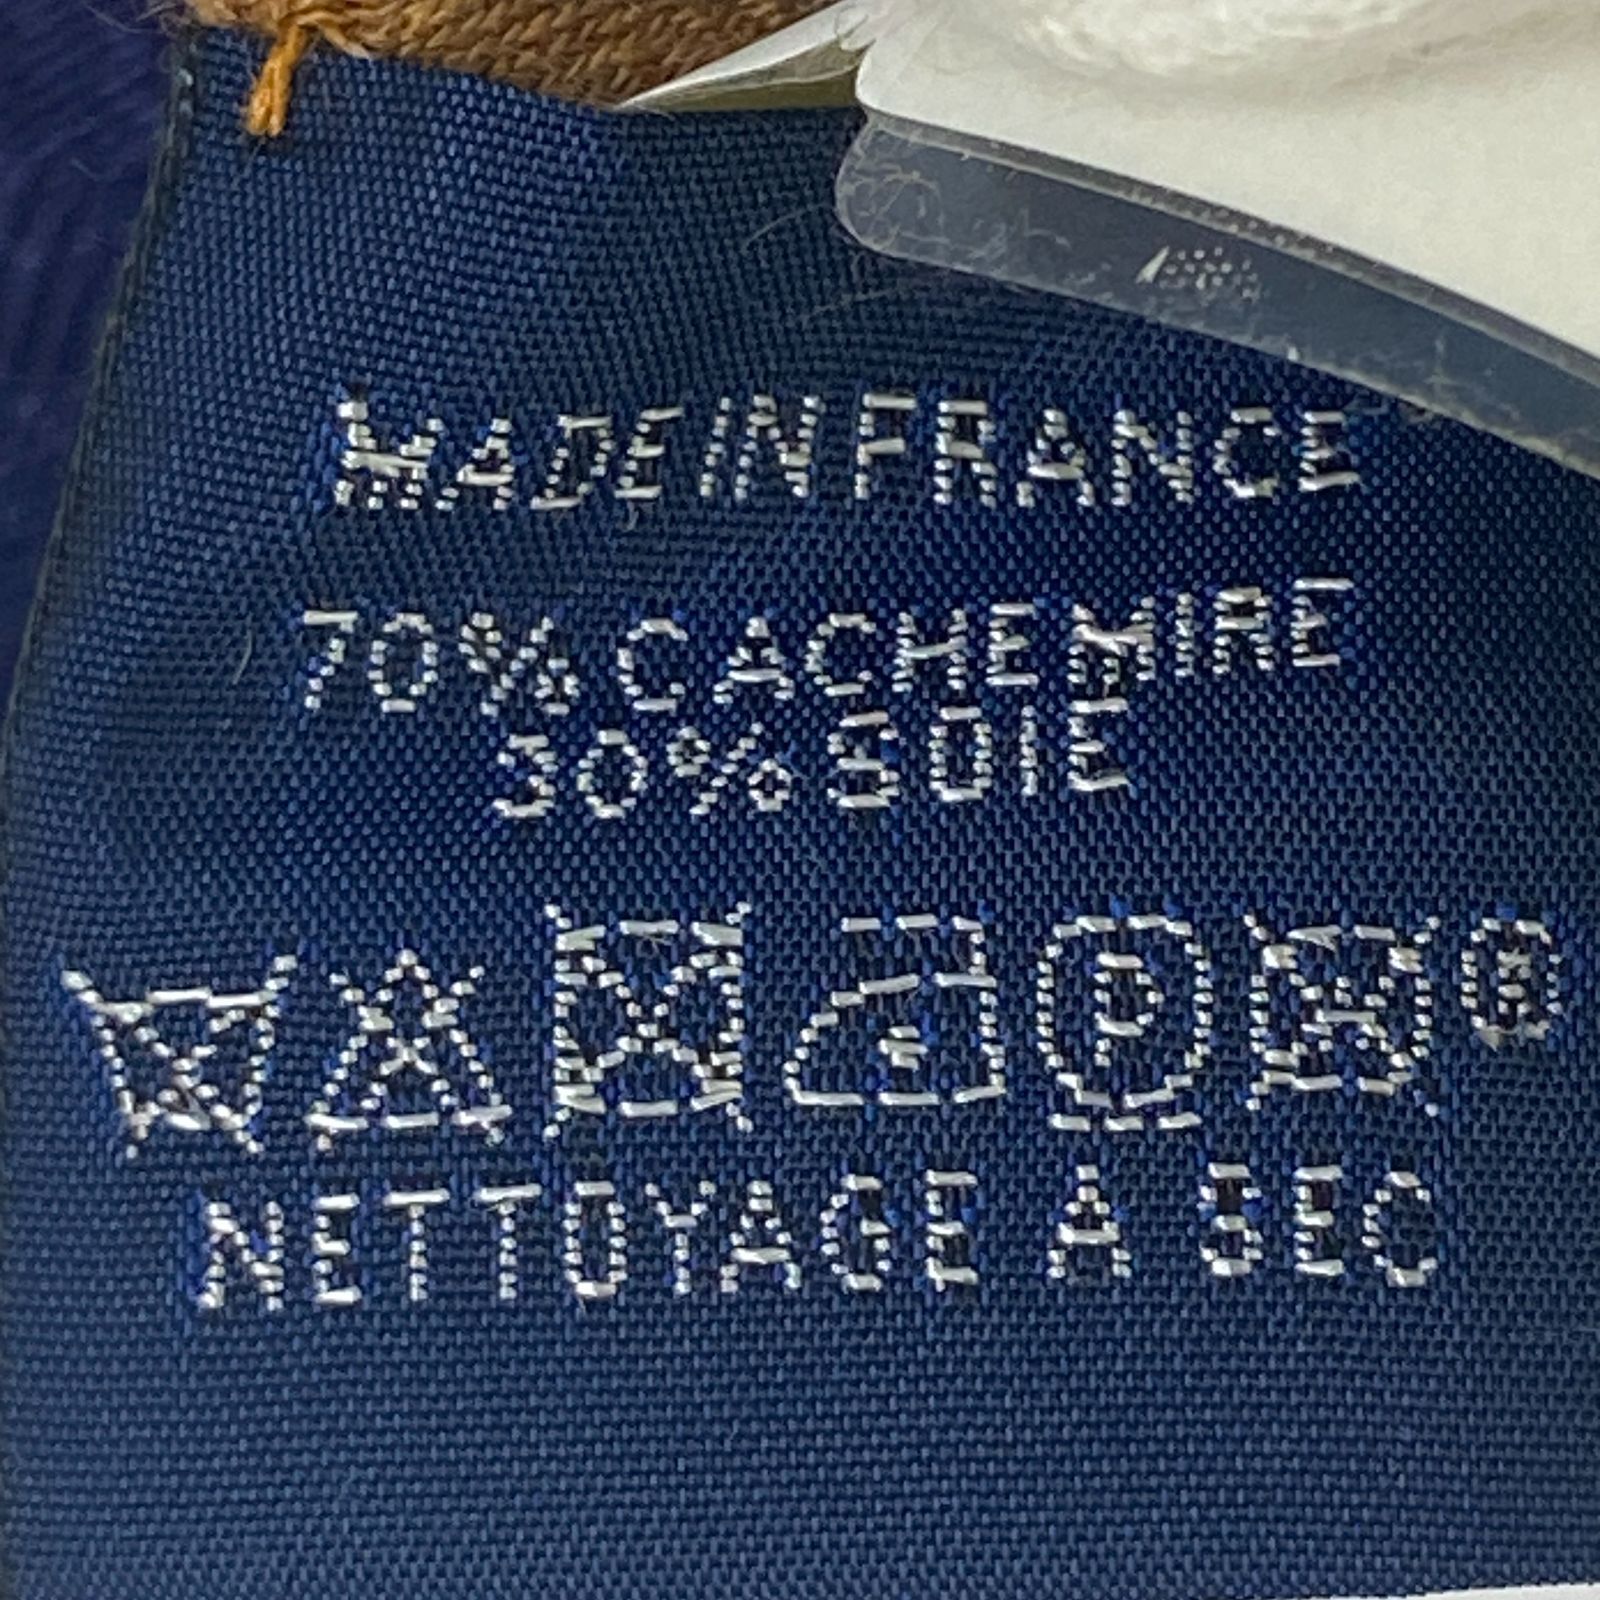 MADE IN FRANCE
70% CACHEMIRE
30% SOIE
P ®
NETTOYAGE A SEC